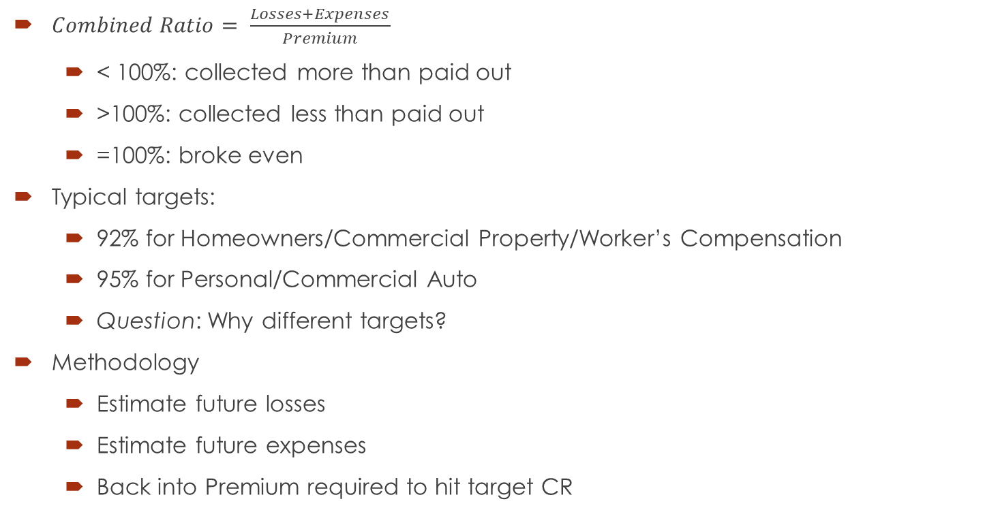 Combined Ratio = Losses+Expenses / Premium
< 100%: collected more than paid out
>100%: collected less than paid out
=100%: broke even
Typical targets:
92% for Homeowners/Commercial Property/Worker’s Compensation
95% for Personal/Commercial Auto
Question: Why different targets?
Methodology
Estimate future losses
Estimate future expenses
Back into Premium required to hit target CR